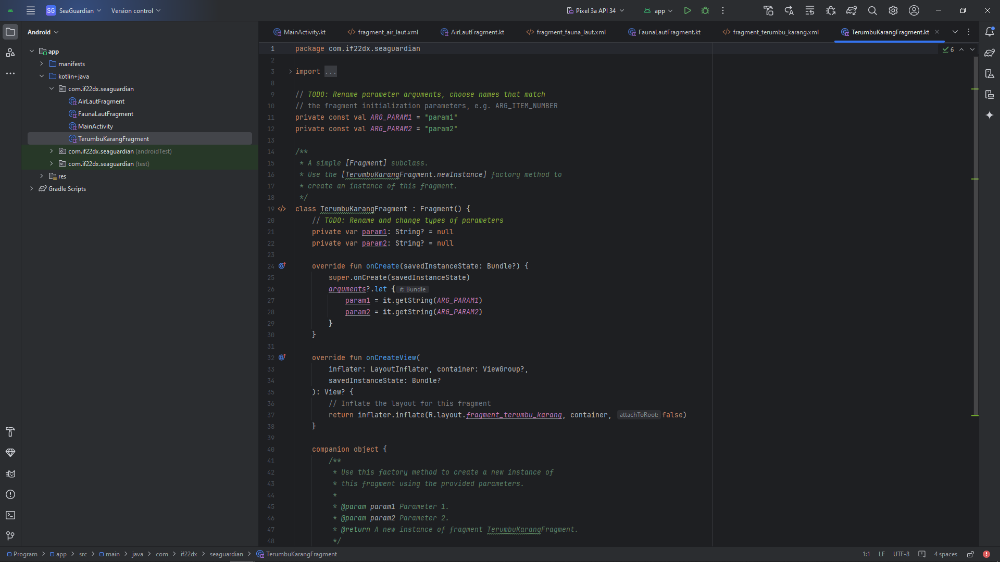 SG SeaGuardian Version control Pixel 3a API 34 app
Android
MainActivity.kt fragment_air_laut.xml AirLautFragment.kt fragment_fauna_laut.xml FaunaLautFragment.kt fragment_terumbu_karang.xml TerumbuKarangFragment.kt
app
manifests
kotlin+java
com.if22dx.seaguardian
AirLautFragment
FaunaLautFragment
MainActivity
TerumbuKarangFragment
com.if22dx.seaguardian (androidTest)
com.if22dx.seaguardian (test)
res
Gradle Scripts
6
1 package com.if22dx.seaguardian
2
3 import ...
8
9 // TODO: Rename parameter arguments, choose names that match
10 // the fragment initialization parameters, e.g. ARG_ITEM_NUMBER
11 private const val ARG_PARAM1 = "param1"
12 private const val ARG_PARAM2 = "param2"
13
14 /**
15 * A simple [Fragment] subclass.
16 * Use the [TerumbuKarangFragment.newInstance] factory method to
17 * create an instance of this fragment.
18 */
19 class TerumbuKarangFragment : Fragment() {
20 // TODO: Rename and change types of parameters
21 private var param1: String? = null
22 private var param2: String? = null
23
24 override fun onCreate(savedInstanceState: Bundle?) {
25 super.onCreate(savedInstanceState)
26 arguments?.let { it: Bundle
27 param1 = it.getString(ARG_PARAM1)
28 param2 = it.getString(ARG_PARAM2)
29 }
30 }
31
32 override fun onCreateView(
33 inflater: LayoutInflater, container: ViewGroup?,
34 savedInstanceState: Bundle?
35 ): View? {
36 // Inflate the layout for this fragment
37 return inflater.inflate(R.layout.fragment_terumbu_karang, container, attachToRoot: false)
38 }
39
40 companion object {
41 /**
42 * Use this factory method to create a new instance of
43 * this fragment using the provided parameters.
44 *
45 * @param param1 Parameter 1.
46 * @param param2 Parameter 2.
47 * @return A new instance of fragment TerumbuKarangFragment.
48 */
Program > app > src > main > java > com > if22dx > seaguardian > TerumbuKarangFragment 1:1 LF UTF-8 4 spaces